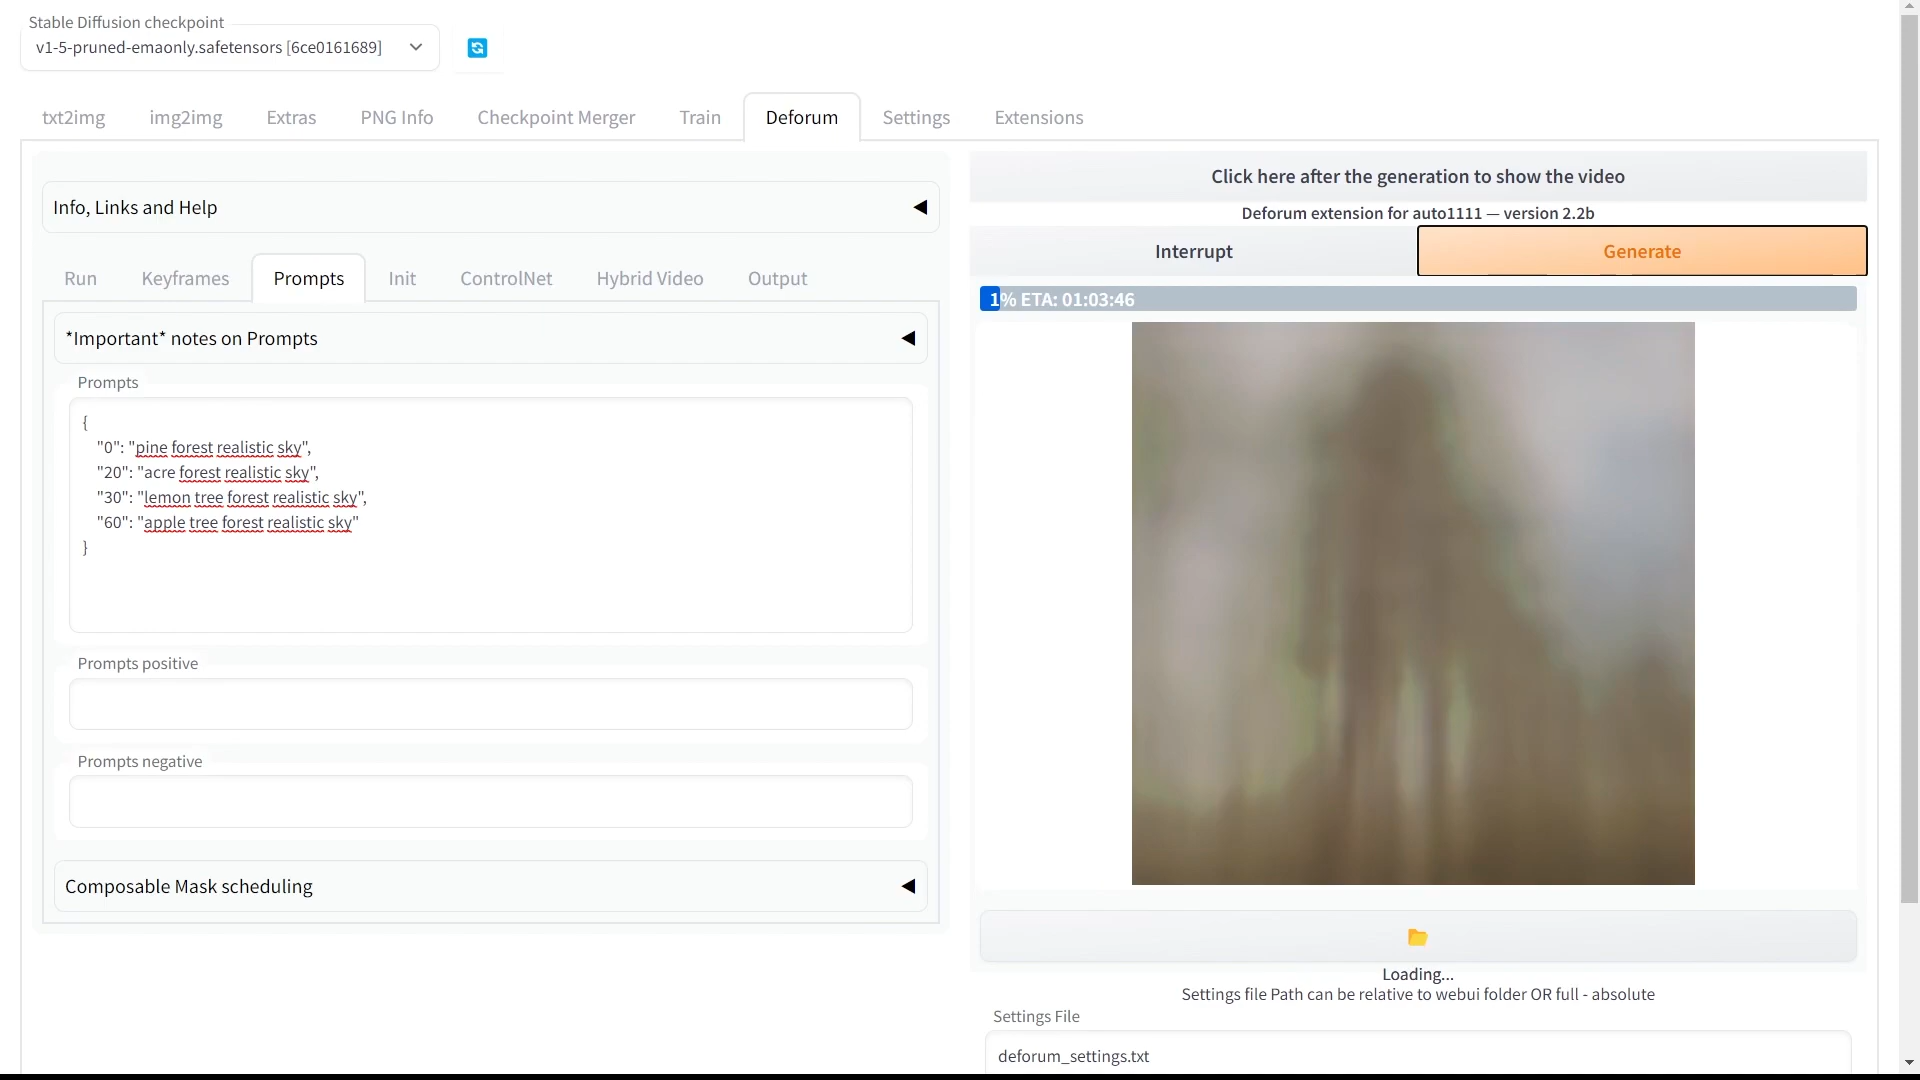 Stable Diffusion checkpoint
v1-5-pruned-emaonly.safetensors [6ce0161689]
txt2img
img2img
Extras
PNG Info
Checkpoint Merger
Train
Deforum
Settings
Extensions
Info, Links and Help
Run
Keyframes
Prompts
Init
ControlNet
Hybrid Video
Output
*Important* notes on Prompts
Prompts
{
"0": "pine forest realistic sky",
"20": "acre forest realistic sky",
"30": "lemon tree forest realistic sky",
"60": "apple tree forest realistic sky"
}
Prompts positive
Prompts negative
Composable Mask scheduling
Click here after the generation to show the video
Deforum extension for auto1111 — version 2.2b
Interrupt
Generate
1% ETA: 01:03:46
Loading...
Settings file Path can be relative to webui folder OR full - absolute
Settings File
deforum_settings.txt